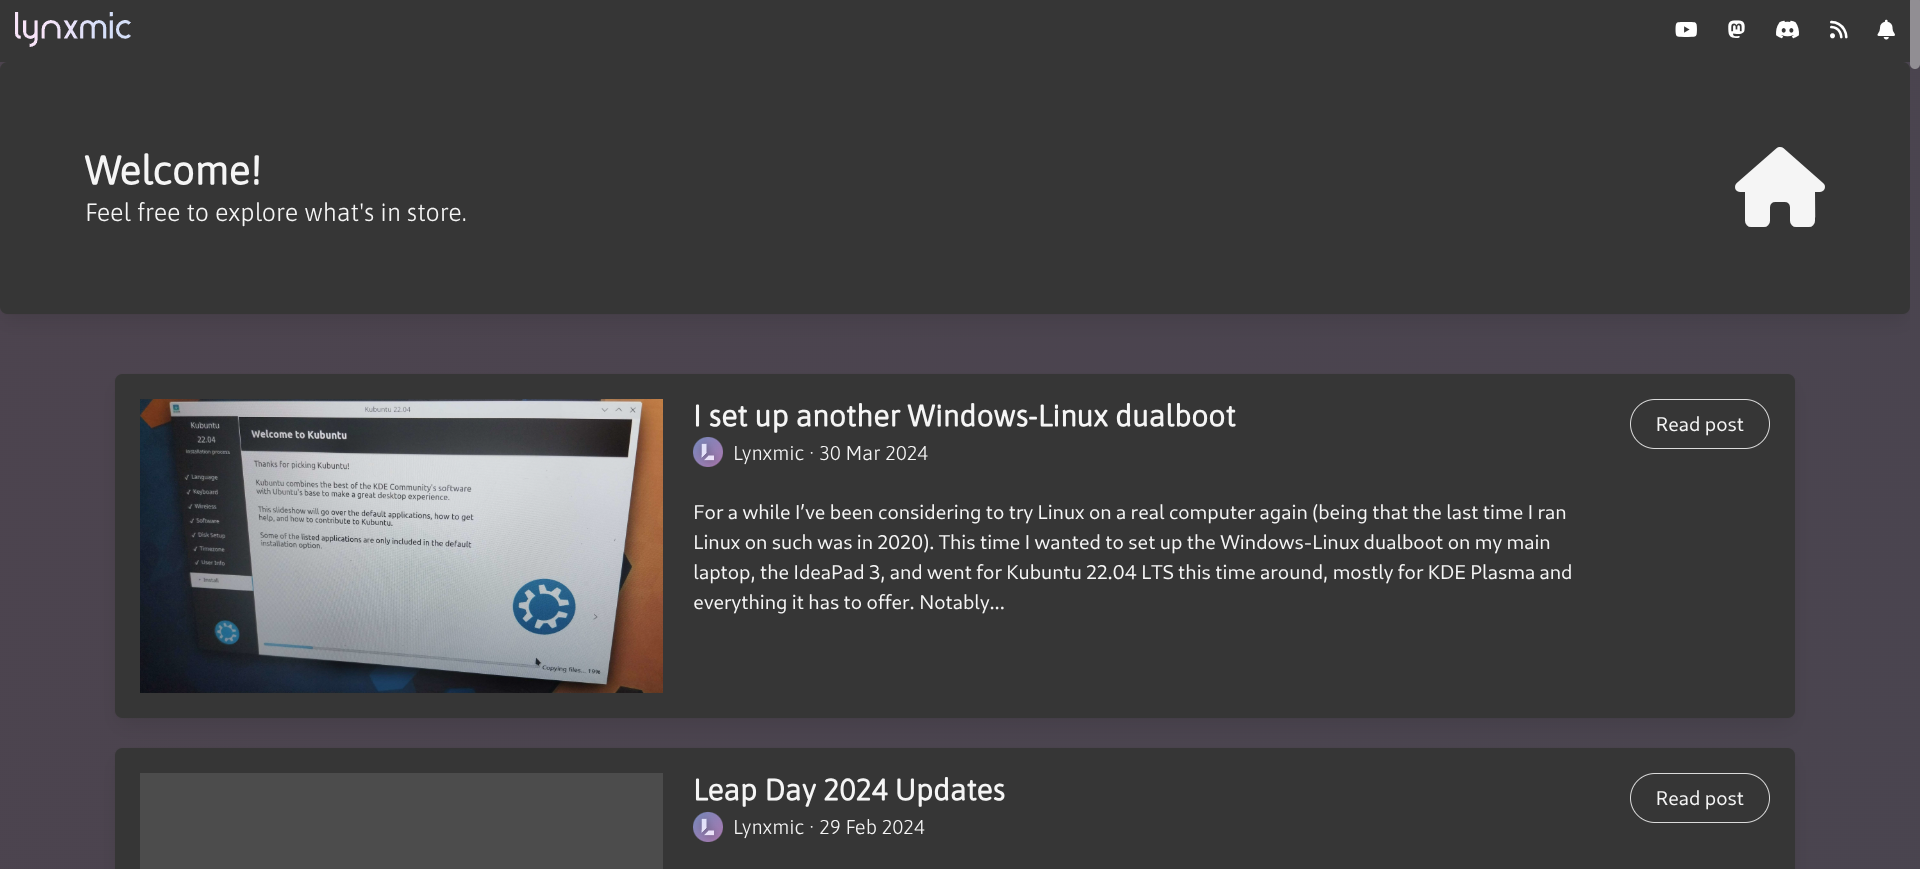 lynxmic
Welcome!
Feel free to explore what's in store.
Kubuntu 22.04
Kubuntu
22.04
installation process
✓ Language
✓ Keyboard
✓ Wireless
✓ Software
✓ Disk Setup
✓ Timezone
✓ User Info
Install
Welcome to Kubuntu
Thanks for picking Kubuntu!
Kubuntu combines the best of the KDE Community's software
with Ubuntu's base to make a great desktop experience.
This slideshow will go over the default applications, how to get
help, and how to contribute to Kubuntu.
Some of the listed applications are only included in the default
installation option.
Copying files... 19%
I set up another Windows-Linux dualboot
Lynxmic · 30 Mar 2024
Read post
For a while I’ve been considering to try Linux on a real computer again (being that the last time I ran
Linux on such was in 2020). This time I wanted to set up the Windows-Linux dualboot on my main
laptop, the IdeaPad 3, and went for Kubuntu 22.04 LTS this time around, mostly for KDE Plasma and
everything it has to offer. Notably...
Leap Day 2024 Updates
Lynxmic · 29 Feb 2024
Read post